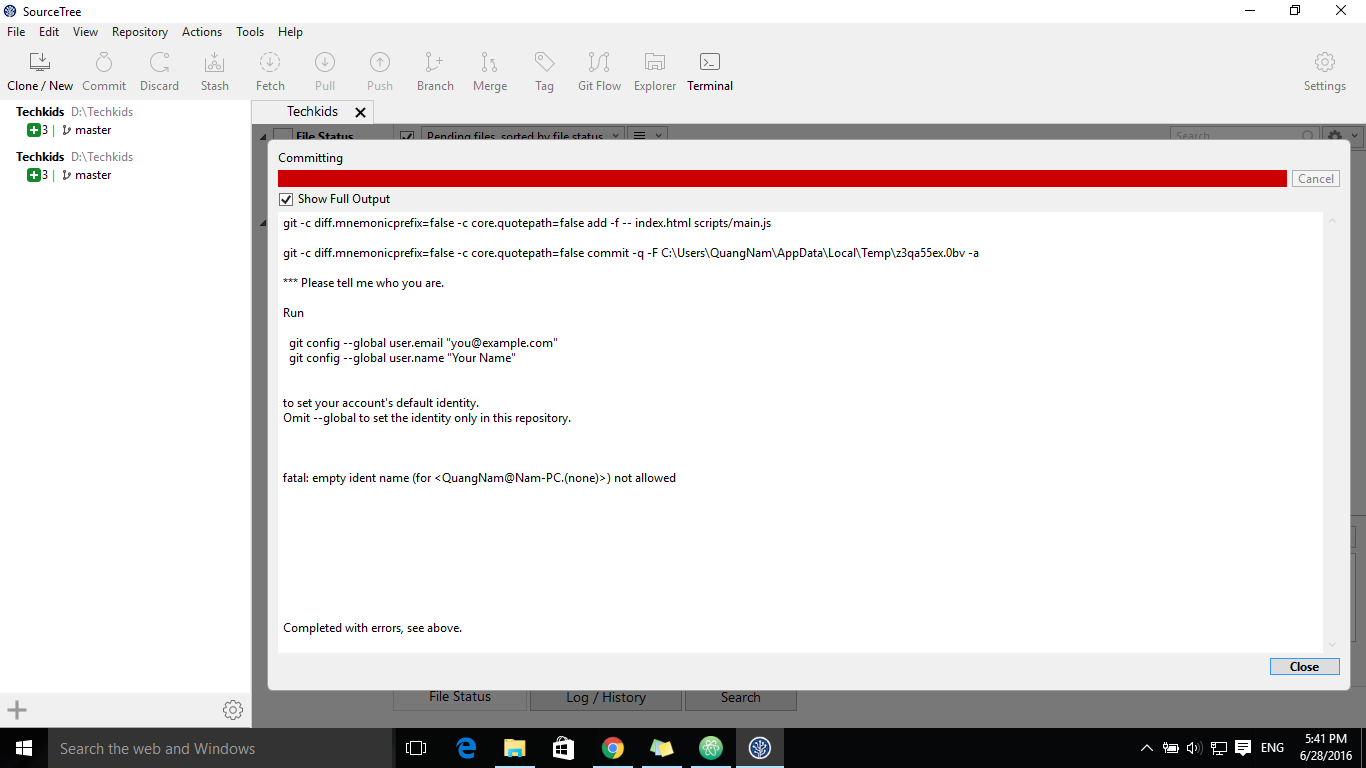 SourceTree
File Edit View Repository Actions Tools Help
Clone / New Commit Discard Stash Fetch Pull Push Branch Merge Tag Git Flow Explorer Terminal Settings
Techkids D:\Techkids
3 | master
Techkids D:\Techkids
3 | master
Techkids
File Status
Pending files, sorted by file status
Search
Committing
Cancel
Show Full Output
git -c diff.mnemonicprefix=false -c core.quotepath=false add -f -- index.html scripts/main.js
git -c diff.mnemonicprefix=false -c core.quotepath=false commit -q -F C:\Users\QuangNam\AppData\Local\Temp\z3qa55ex.0bv -a
*** Please tell me who you are.
Run
git config --global user.email "you@example.com"
git config --global user.name "Your Name"
to set your account's default identity.
Omit --global to set the identity only in this repository.
fatal: empty ident name (for <QuangNam@Nam-PC.(none)>) not allowed
Completed with errors, see above.
Close
File Status Log / History Search
Search the web and Windows
ENG
5:41 PM
6/28/2016